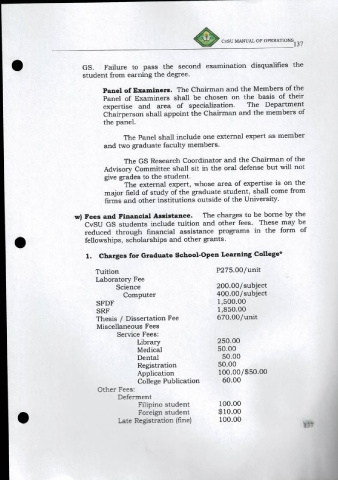 CvSU MANUAL OF OPERATIONS 137
GS. Failure to pass the second examination disqualifies the
student from earning the degree.
Panel of Examiners. The Chairman and the Members of the
Panel of Examiners shall be chosen on the basis of their
expertise and area of specialization. The Department
Chairperson shall appoint the Chairman and the members of
the panel.
The Panel shall include one external expert as member
and two graduate faculty members.
The GS Research Coordinator and the Chairman of the
Advisory Committee shall sit in the oral defense but will not
give grades to the student.
The external expert, whose area of expertise is on the
major field of study of the graduate student, shall come from
firms and other institutions outside of the University.
w) Fees and Financial Assistance. The charges to be borne by the
CvSU GS students include tuition and other fees. These may be
reduced through financial assistance programs in the form of
fellowships, scholarships and other grants.
1. Charges for Graduate School-Open Learning College*
Tuition P275.00/unit
Laboratory Fee
Science 200.00/subject
Computer 400.00/subject
SFDF 1,500.00
SRF 1,850.00
Thesis / Dissertation Fee 670.00/unit
Miscellaneous Fees
Service Fees:
Library 250.00
Medical 50.00
Dental 50.00
Registration 50.00
Application 100.00/$50.00
College Publication 60.00
Other Fees:
Deferment
Filipino student 100.00
Foreign student $10.00
Late Registration (fine) 100.00
137